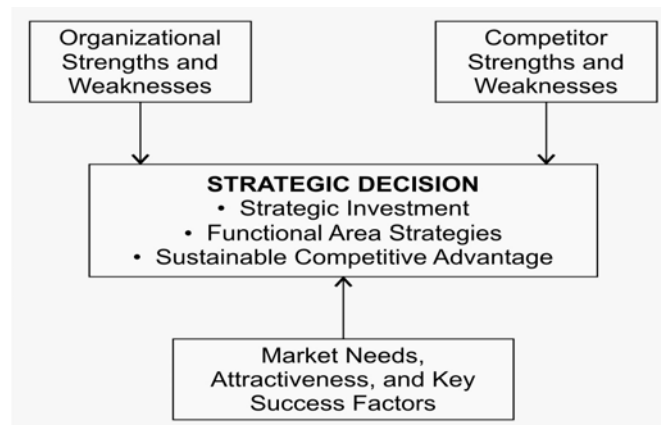 Organizational
Strengths and
Weaknesses
Competitor
Strengths and
Weaknesses
STRATEGIC DECISION
• Strategic Investment
• Functional Area Strategies
• Sustainable Competitive Advantage
Market Needs,
Attractiveness, and Key
Success Factors